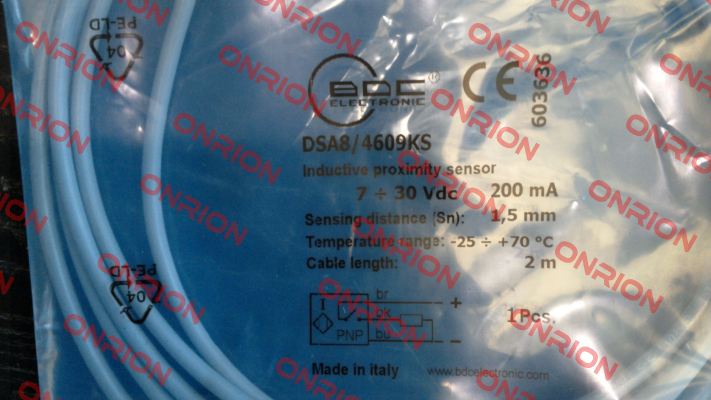 PE-LD
04
BDC®
ELECTRONIC
CE
603636
DSA8/4609KS
Inductive proximity sensor
7 ÷ 30 Vdc 200 mA
Sensing distance (Sn): 1,5 mm
Temperature range: -25 ÷ +70 °C
Cable length: 2 m
br +
bk
PNP bu -
1 Pcs.
Made in italy www.bdcelectronic.com
PE-LD
04
ONRION